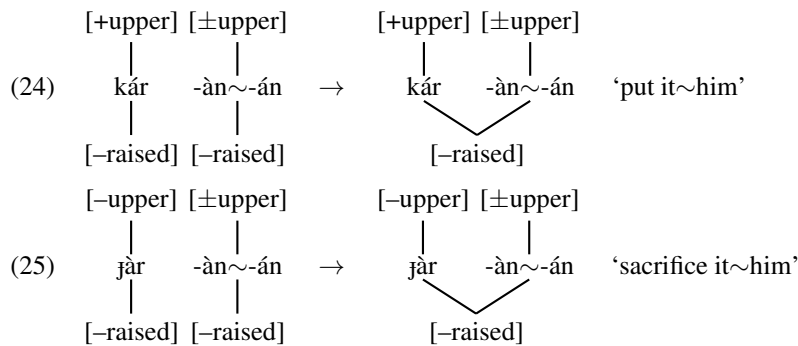 [+upper] [±upper] [+upper] [±upper]
(24) kár -àn∼-án → kár -àn∼-án ‘put it∼him’
[–raised] [–raised] [–raised]
[–upper] [±upper] [–upper] [±upper]
(25) ɟàr -àn∼-án → ɟàr -àn∼-án ‘sacrifice it∼him’
[–raised] [–raised] [–raised]